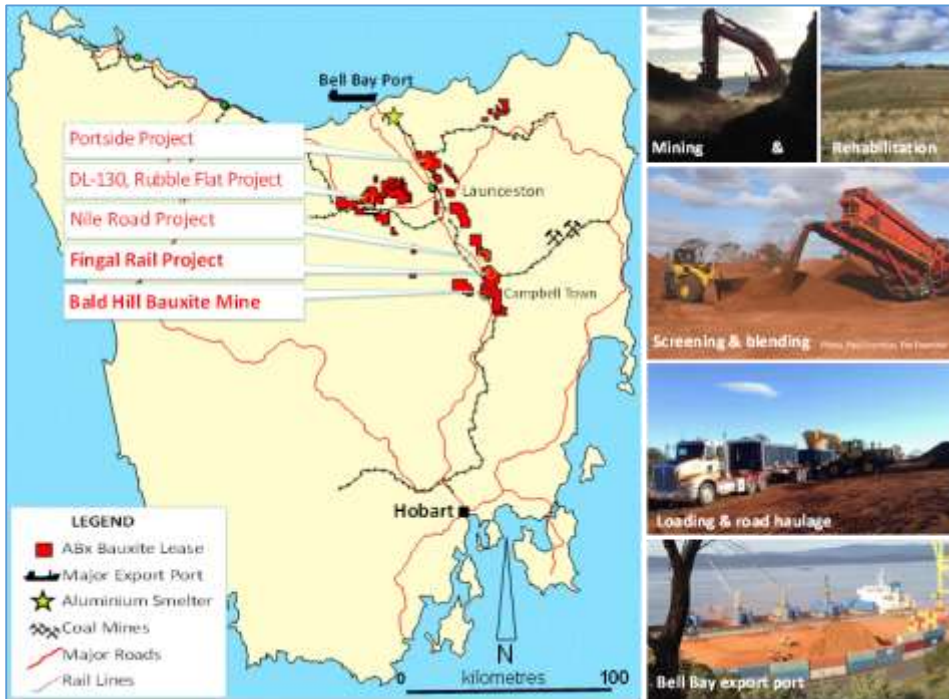 Bell Bay Port
Portside Project
DL-130, Rubble Flat Project
Nile Road Project
Fingal Rail Project
Bald Hill Bauxite Mine
Launceston
Campbell Town
Hobart
LEGEND
ABx Bauxite Lease
Major Export Port
Aluminium Smelter
Coal Mines
Major Roads
Rail Lines
N
0 kilometres 100
Mining &
Rehabilitation
Screening & blending
Loading & road haulage
Bell Bay export port